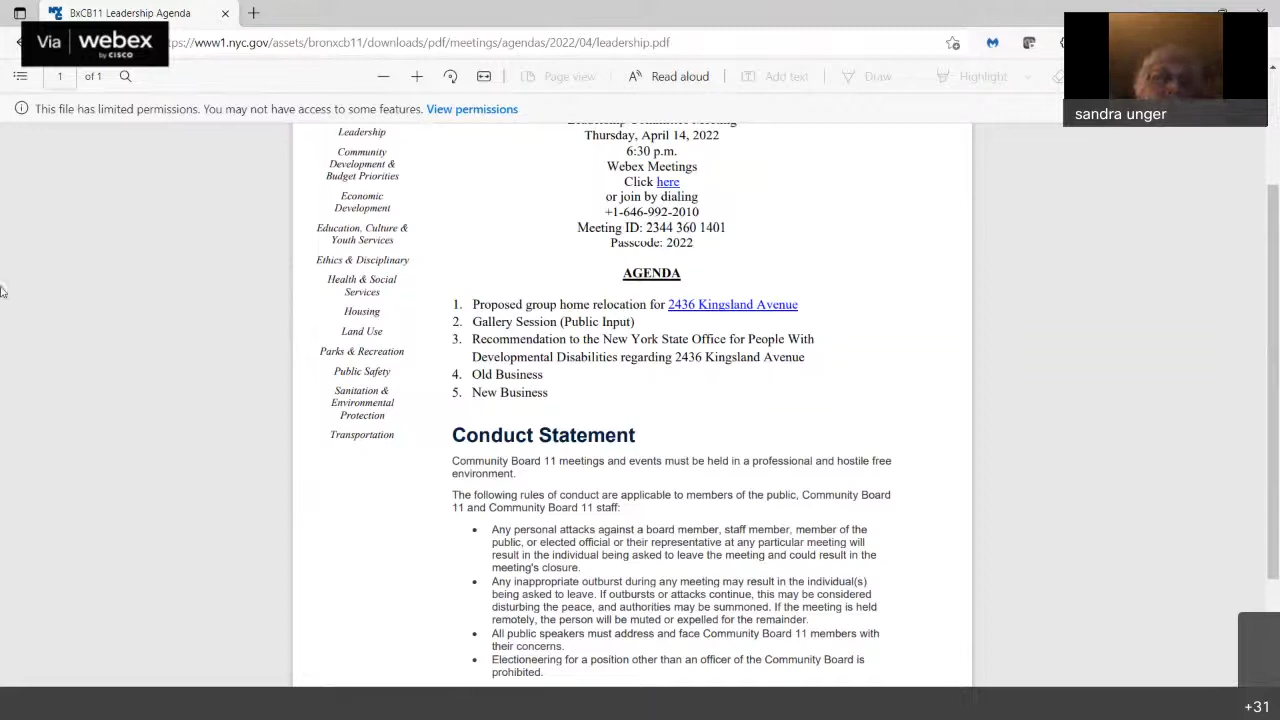 BxCB11 Leadership Agenda
Via webex
by CISCO
ps://www1.nyc.gov/assets/bronxcb11/downloads/pdf/meetings/agendas/2022/04/leadership.pdf
1 of 1
Page view
Read aloud
Add text
Draw
Highlight
This file has limited permissions. You may not have access to some features. View permissions
sandra unger
Leadership
Community
Development &
Budget Priorities
Economic
Development
Education, Culture &
Youth Services
Ethics & Disciplinary
Health & Social
Services
Housing
Land Use
Parks & Recreation
Public Safety
Sanitation &
Environmental
Protection
Transportation
Leadership Committee Meeting
Thursday, April 14, 2022
6:30 p.m.
Webex Meetings
Click here
or join by dialing
+1-646-992-2010
Meeting ID: 2344 360 1401
Passcode: 2022
AGENDA
1. Proposed group home relocation for 2436 Kingsland Avenue
2. Gallery Session (Public Input)
3. Recommendation to the New York State Office for People With
Developmental Disabilities regarding 2436 Kingsland Avenue
4. Old Business
5. New Business
Conduct Statement
Community Board 11 meetings and events must be held in a professional and hostile free
environment.
The following rules of conduct are applicable to members of the public, Community Board
11 and Community Board 11 staff:
• Any personal attacks against a board member, staff member, member of the
public, or elected official or their representative at any particular meeting will
result in the individual being asked to leave the meeting and could result in the
meeting's closure.
• Any inappropriate outburst during any meeting may result in the individual(s)
being asked to leave. If outbursts or attacks continue, this may be considered
disturbing the peace, and authorities may be summoned. If the meeting is held
remotely, the person will be muted or expelled for the remainder.
• All public speakers must address and face Community Board 11 members with
their concerns.
• Electioneering for a position other than an officer of the Community Board is
prohibited.
+31